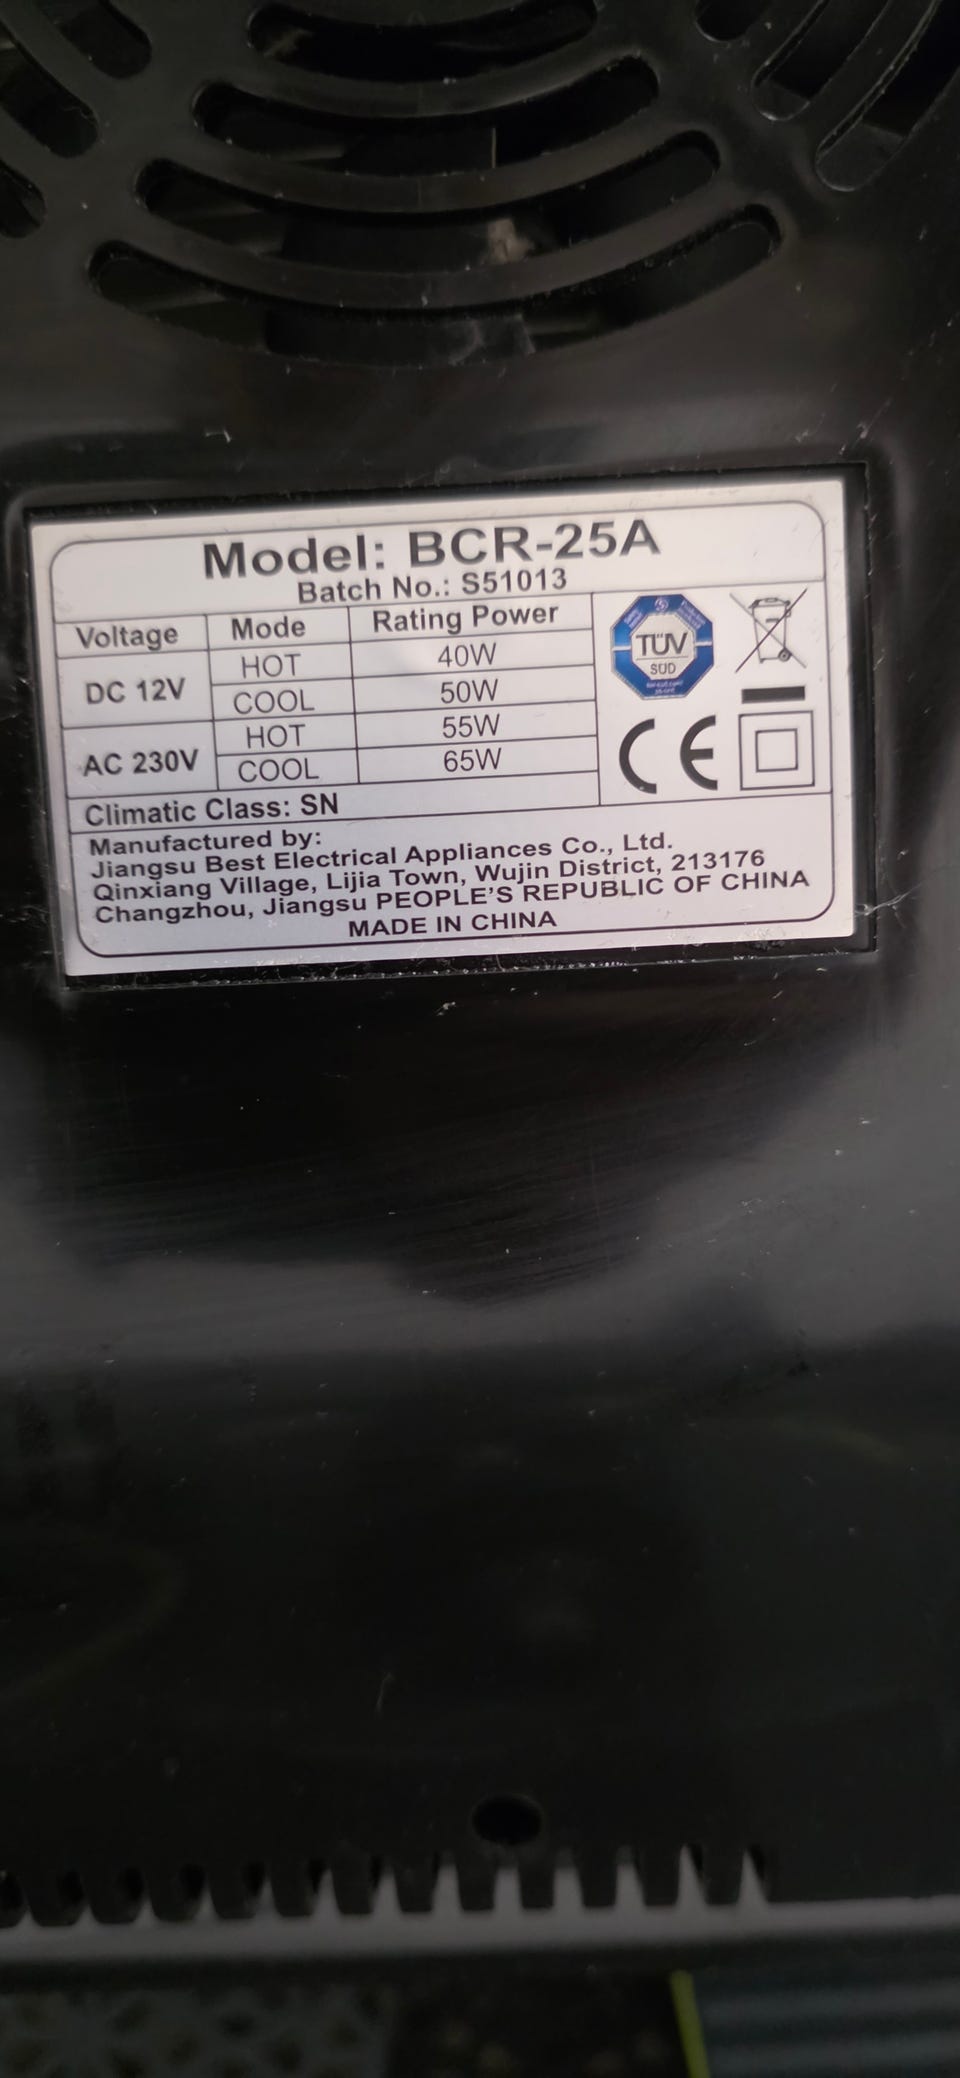 Model: BCR-25A
Batch No.: S51013
Voltage Mode Rating Power
DC 12V HOT 40W
COOL 50W
AC 230V HOT 55W
COOL 65W
TÜV
SÜD
CE
Climatic Class: SN
Manufactured by:
Jiangsu Best Electrical Appliances Co., Ltd.
Qinxiang Village, Lijia Town, Wujin District, 213176
Changzhou, Jiangsu PEOPLE'S REPUBLIC OF CHINA
MADE IN CHINA